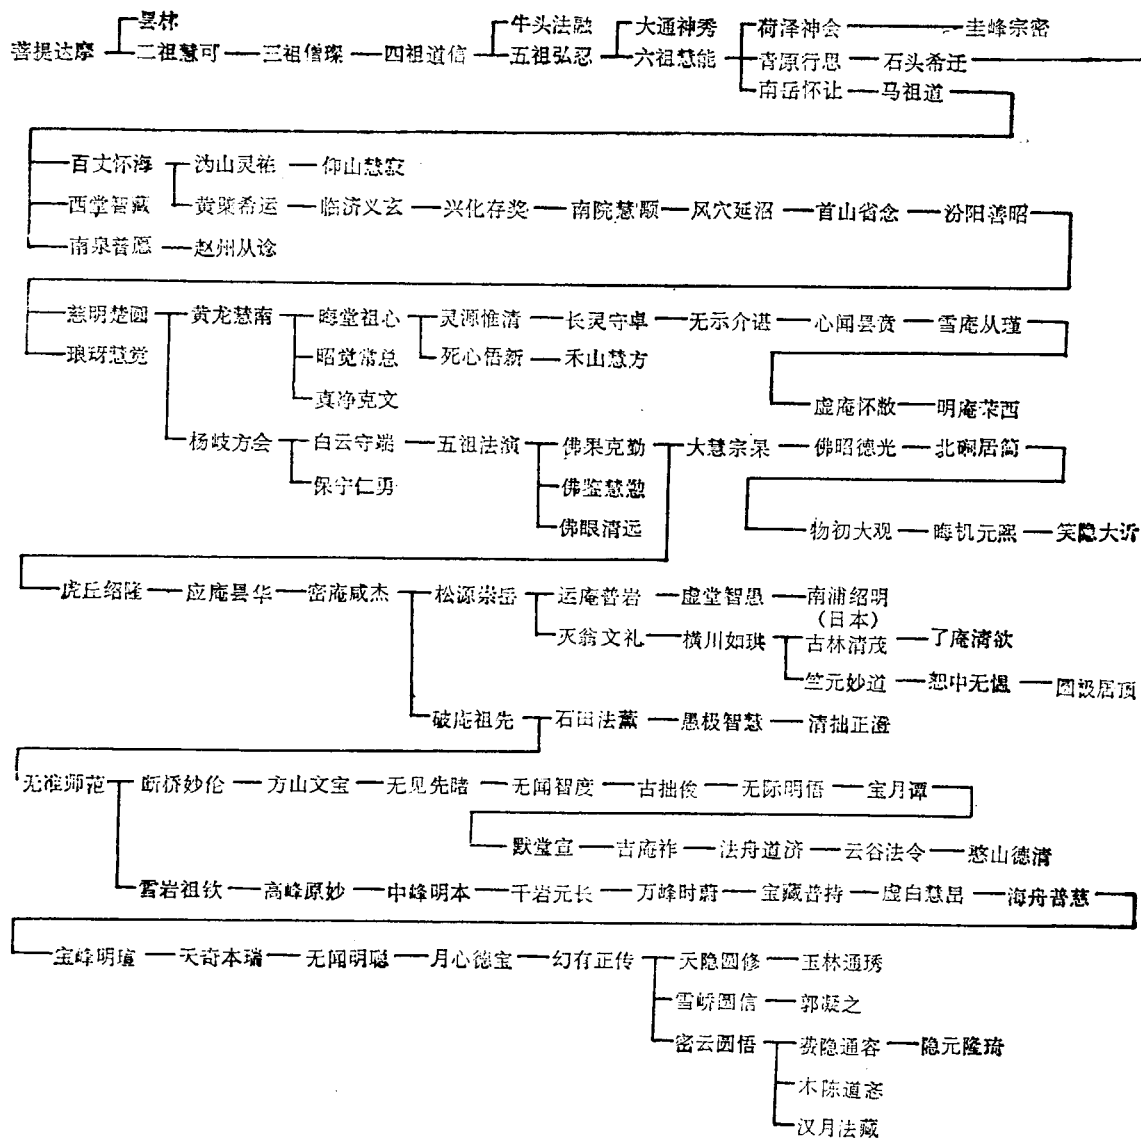 昙林
牛头法融 大通神秀 荷泽神会 圭峰宗密
菩提达摩 二祖慧可 三祖僧璨 四祖道信 五祖弘忍 六祖慧能 青原行思 石头希迁
南岳怀让 马祖道
百丈怀海 沩山灵祐 仰山慧寂
西堂智藏 黄檗希运 临济义玄 兴化存奖 南院慧颙 风穴延沼 首山省念 汾阳善昭
南泉普愿 赵州从谂
慈明楚圆 黄龙慧南 晦堂祖心 灵源惟清 长灵守卓 无示介谌 心闻昙贲 雪庵从瑾
琅玡慧觉 昭觉常总 死心悟新 禾山慧方
真净克文
虚庵怀敞 明庵荣西
杨岐方会 白云守端 五祖法演 佛果克勤 大慧宗杲 佛照德光 北磵居简
保宁仁勇 佛鉴慧懃
佛眼清远 物初大观 晦机元熙 笑隐大䜣
虎丘绍隆 应庵昙华 密庵咸杰 松源崇岳 运庵普岩 虚堂智愚 南浦绍明
(日本)
灭翁文礼 横川如珙 古林清茂 了庵清欲
竺元妙道 恕中无愠 圆极居顶
破庵祖先 石田法薰 愚极智慧 清拙正澄
无准师范 断桥妙伦 方山文宝 无见先睹 无闻智度 古拙俊 无际明悟 宝月谭
默堂宣 吉庵祚 法舟道济 云谷法令 憨山德清
雪岩祖钦 高峰原妙 中峰明本 千岩元长 万峰时蔚 宝藏普持 虚白慧昷 海舟普慈
宝峰明瑄 天奇本瑞 无闻明聪 月心德宝 幻有正传 天隐圆修 玉林通琇
雪峤圆信 郭凝之
密云圆悟 费隐通容 隐元隆琦
木陈道忞
汉月法藏